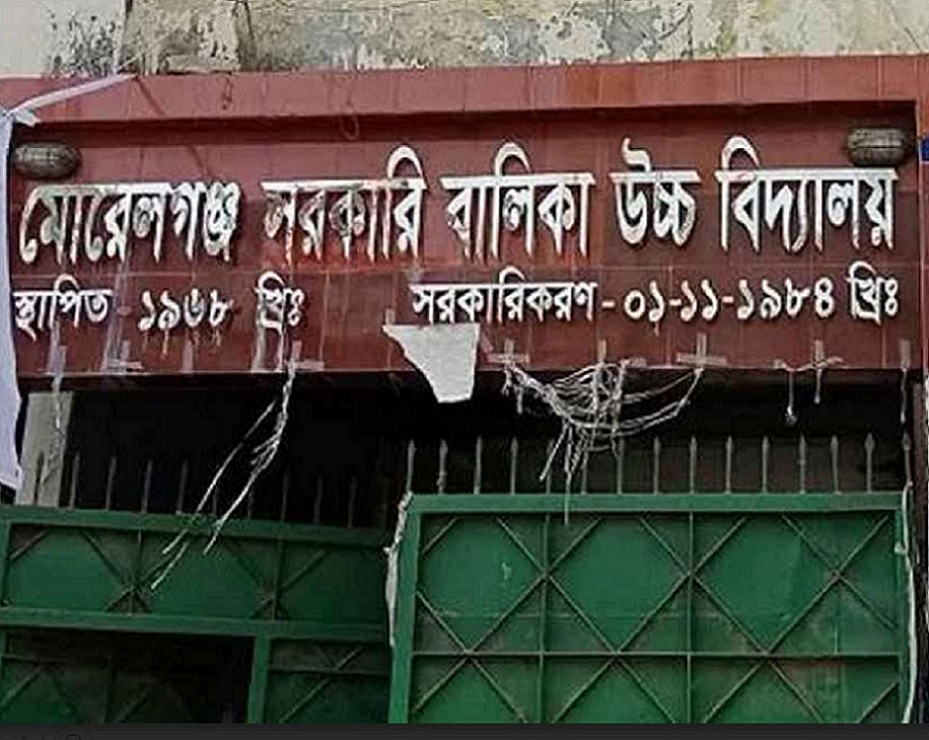 মোরেলগঞ্জ সরকারি বালিকা উচ্চ বিদ্যালয়
স্থাপিত ১৯৬৮ খ্রিঃ সরকারিকরণ - ০১-১১-১৯৮৪ খ্রিঃ